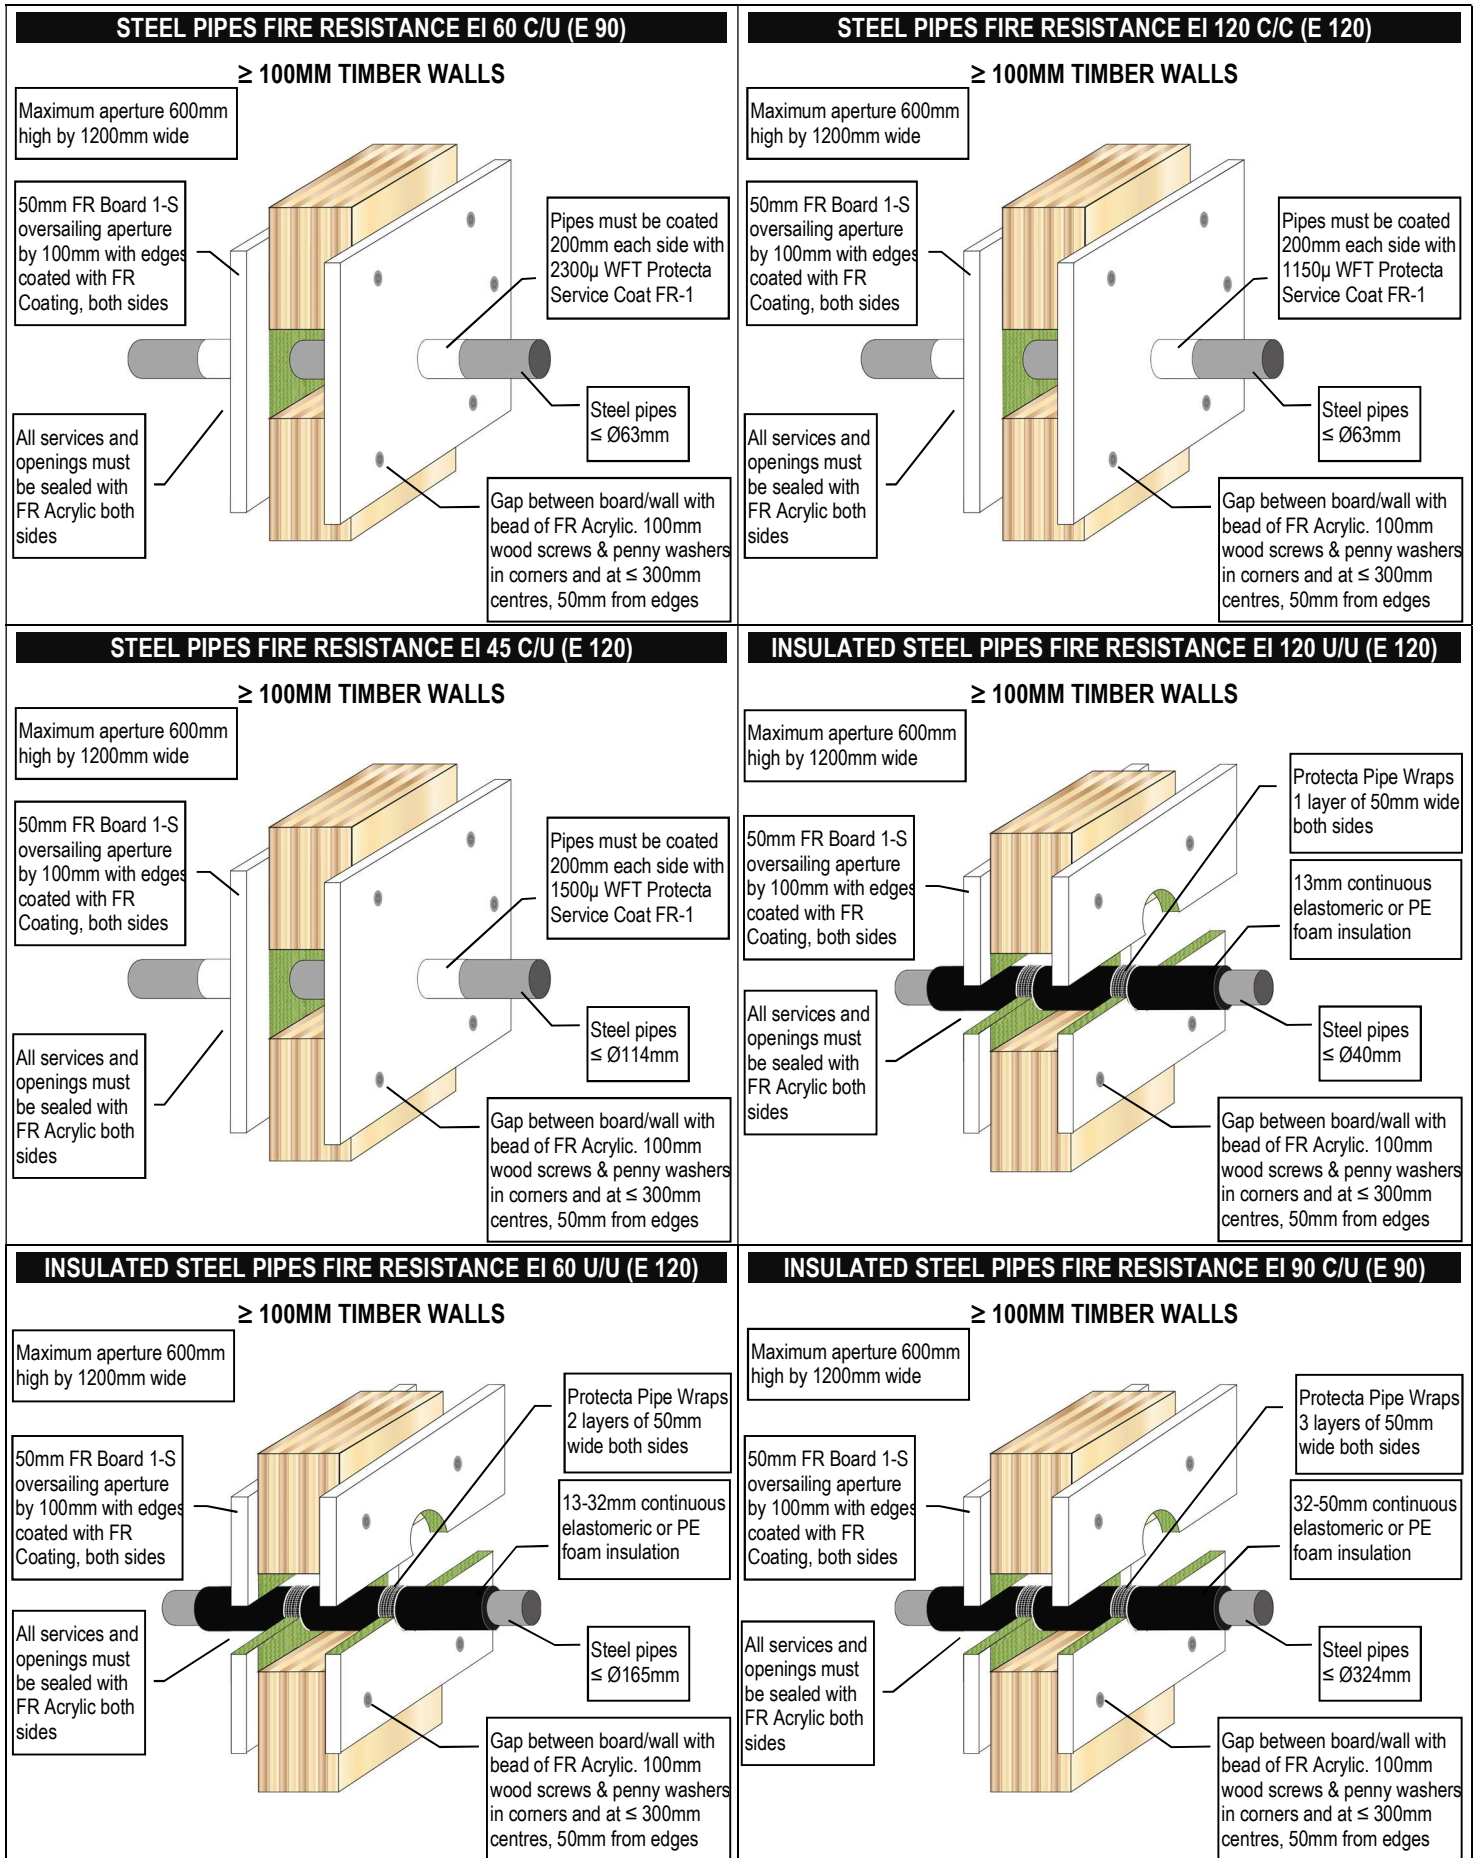 STEEL PIPES FIRE RESISTANCE EI 60 C/U (E 90)
≥ 100MM TIMBER WALLS
Maximum aperture 600mm
high by 1200mm wide
50mm FR Board 1-S
oversailing aperture
by 100mm with edges
coated with FR
Coating, both sides
Pipes must be coated
200mm each side with
2300µ WFT Protecta
Service Coat FR-1
All services and
openings must
be sealed with
FR Acrylic both
sides
Steel pipes
≤ Ø63mm
Gap between board/wall with
bead of FR Acrylic. 100mm
wood screws & penny washers
in corners and at ≤ 300mm
centres, 50mm from edges
STEEL PIPES FIRE RESISTANCE EI 120 C/C (E 120)
≥ 100MM TIMBER WALLS
Maximum aperture 600mm
high by 1200mm wide
50mm FR Board 1-S
oversailing aperture
by 100mm with edges
coated with FR
Coating, both sides
Pipes must be coated
200mm each side with
1150µ WFT Protecta
Service Coat FR-1
All services and
openings must
be sealed with
FR Acrylic both
sides
Steel pipes
≤ Ø63mm
Gap between board/wall with
bead of FR Acrylic. 100mm
wood screws & penny washers
in corners and at ≤ 300mm
centres, 50mm from edges
STEEL PIPES FIRE RESISTANCE EI 45 C/U (E 120)
≥ 100MM TIMBER WALLS
Maximum aperture 600mm
high by 1200mm wide
50mm FR Board 1-S
oversailing aperture
by 100mm with edges
coated with FR
Coating, both sides
Pipes must be coated
200mm each side with
1500µ WFT Protecta
Service Coat FR-1
All services and
openings must
be sealed with
FR Acrylic both
sides
Steel pipes
≤ Ø114mm
Gap between board/wall with
bead of FR Acrylic. 100mm
wood screws & penny washers
in corners and at ≤ 300mm
centres, 50mm from edges
INSULATED STEEL PIPES FIRE RESISTANCE EI 120 U/U (E 120)
≥ 100MM TIMBER WALLS
Maximum aperture 600mm
high by 1200mm wide
Protecta Pipe Wraps
1 layer of 50mm wide
both sides
50mm FR Board 1-S
oversailing aperture
by 100mm with edges
coated with FR
Coating, both sides
13mm continuous
elastomeric or PE
foam insulation
All services and
openings must
be sealed with
FR Acrylic both
sides
Steel pipes
≤ Ø40mm
Gap between board/wall with
bead of FR Acrylic. 100mm
wood screws & penny washers
in corners and at ≤ 300mm
centres, 50mm from edges
INSULATED STEEL PIPES FIRE RESISTANCE EI 60 U/U (E 120)
≥ 100MM TIMBER WALLS
Maximum aperture 600mm
high by 1200mm wide
Protecta Pipe Wraps
2 layers of 50mm
wide both sides
50mm FR Board 1-S
oversailing aperture
by 100mm with edges
coated with FR
Coating, both sides
13-32mm continuous
elastomeric or PE
foam insulation
All services and
openings must
be sealed with
FR Acrylic both
sides
Steel pipes
≤ Ø165mm
Gap between board/wall with
bead of FR Acrylic. 100mm
wood screws & penny washers
in corners and at ≤ 300mm
centres, 50mm from edges
INSULATED STEEL PIPES FIRE RESISTANCE EI 90 C/U (E 90)
≥ 100MM TIMBER WALLS
Maximum aperture 600mm
high by 1200mm wide
Protecta Pipe Wraps
3 layers of 50mm
wide both sides
50mm FR Board 1-S
oversailing aperture
by 100mm with edges
coated with FR
Coating, both sides
32-50mm continuous
elastomeric or PE
foam insulation
All services and
openings must
be sealed with
FR Acrylic both
sides
Steel pipes
≤ Ø324mm
Gap between board/wall with
bead of FR Acrylic. 100mm
wood screws & penny washers
in corners and at ≤ 300mm
centres, 50mm from edges